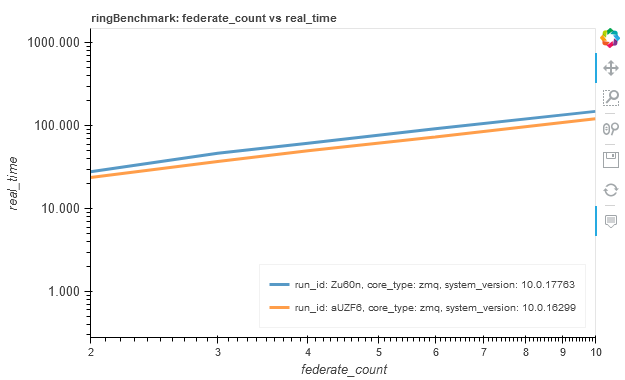 ringBenchmark: federate_count vs real_time
1000.000
100.000
10.000
1.000
real_time
2 3 4 5 6 7 8 9 10
federate_count
run_id: Zu60n, core_type: zmq, system_version: 10.0.17763
run_id: aUZF6, core_type: zmq, system_version: 10.0.16299